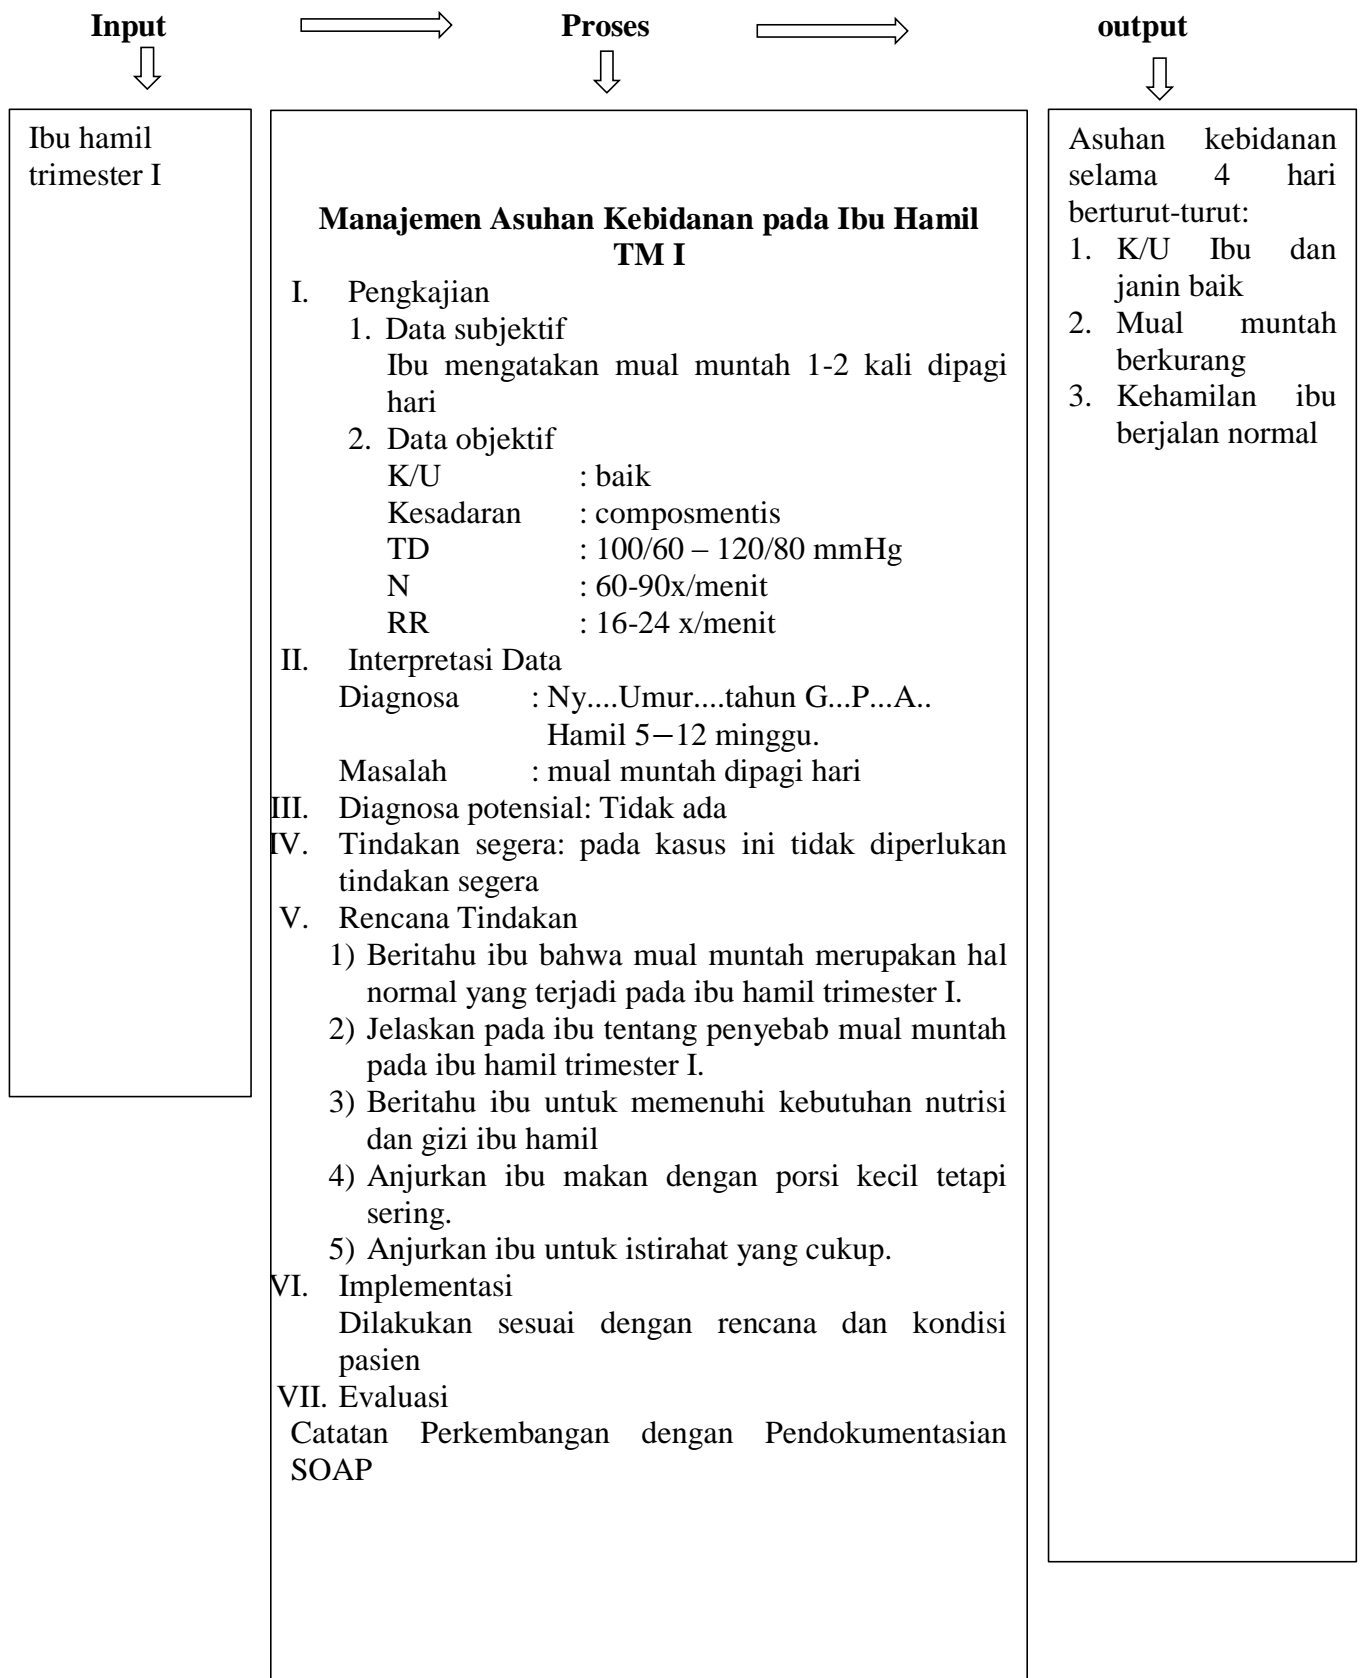 Input
Proses
output
Ibu hamil
trimester I
Manajemen Asuhan Kebidanan pada Ibu Hamil
TM I
I. Pengkajian
1. Data subjektif
Ibu mengatakan mual muntah 1-2 kali dipagi
hari
2. Data objektif
K/U : baik
Kesadaran : composmentis
TD : 100/60 – 120/80 mmHg
N : 60-90x/menit
RR : 16-24 x/menit
II. Interpretasi Data
Diagnosa : Ny....Umur....tahun G...P...A..
Hamil 5–12 minggu.
Masalah : mual muntah dipagi hari
III. Diagnosa potensial: Tidak ada
IV. Tindakan segera: pada kasus ini tidak diperlukan
tindakan segera
V. Rencana Tindakan
1) Beritahu ibu bahwa mual muntah merupakan hal
normal yang terjadi pada ibu hamil trimester I.
2) Jelaskan pada ibu tentang penyebab mual muntah
pada ibu hamil trimester I.
3) Beritahu ibu untuk memenuhi kebutuhan nutrisi
dan gizi ibu hamil
4) Anjurkan ibu makan dengan porsi kecil tetapi
sering.
5) Anjurkan ibu untuk istirahat yang cukup.
VI. Implementasi
Dilakukan sesuai dengan rencana dan kondisi
pasien
VII. Evaluasi
Catatan Perkembangan dengan Pendokumentasian
SOAP
Asuhan kebidanan
selama 4 hari
berturut-turut:
1. K/U Ibu dan
janin baik
2. Mual muntah
berkurang
3. Kehamilan ibu
berjalan normal